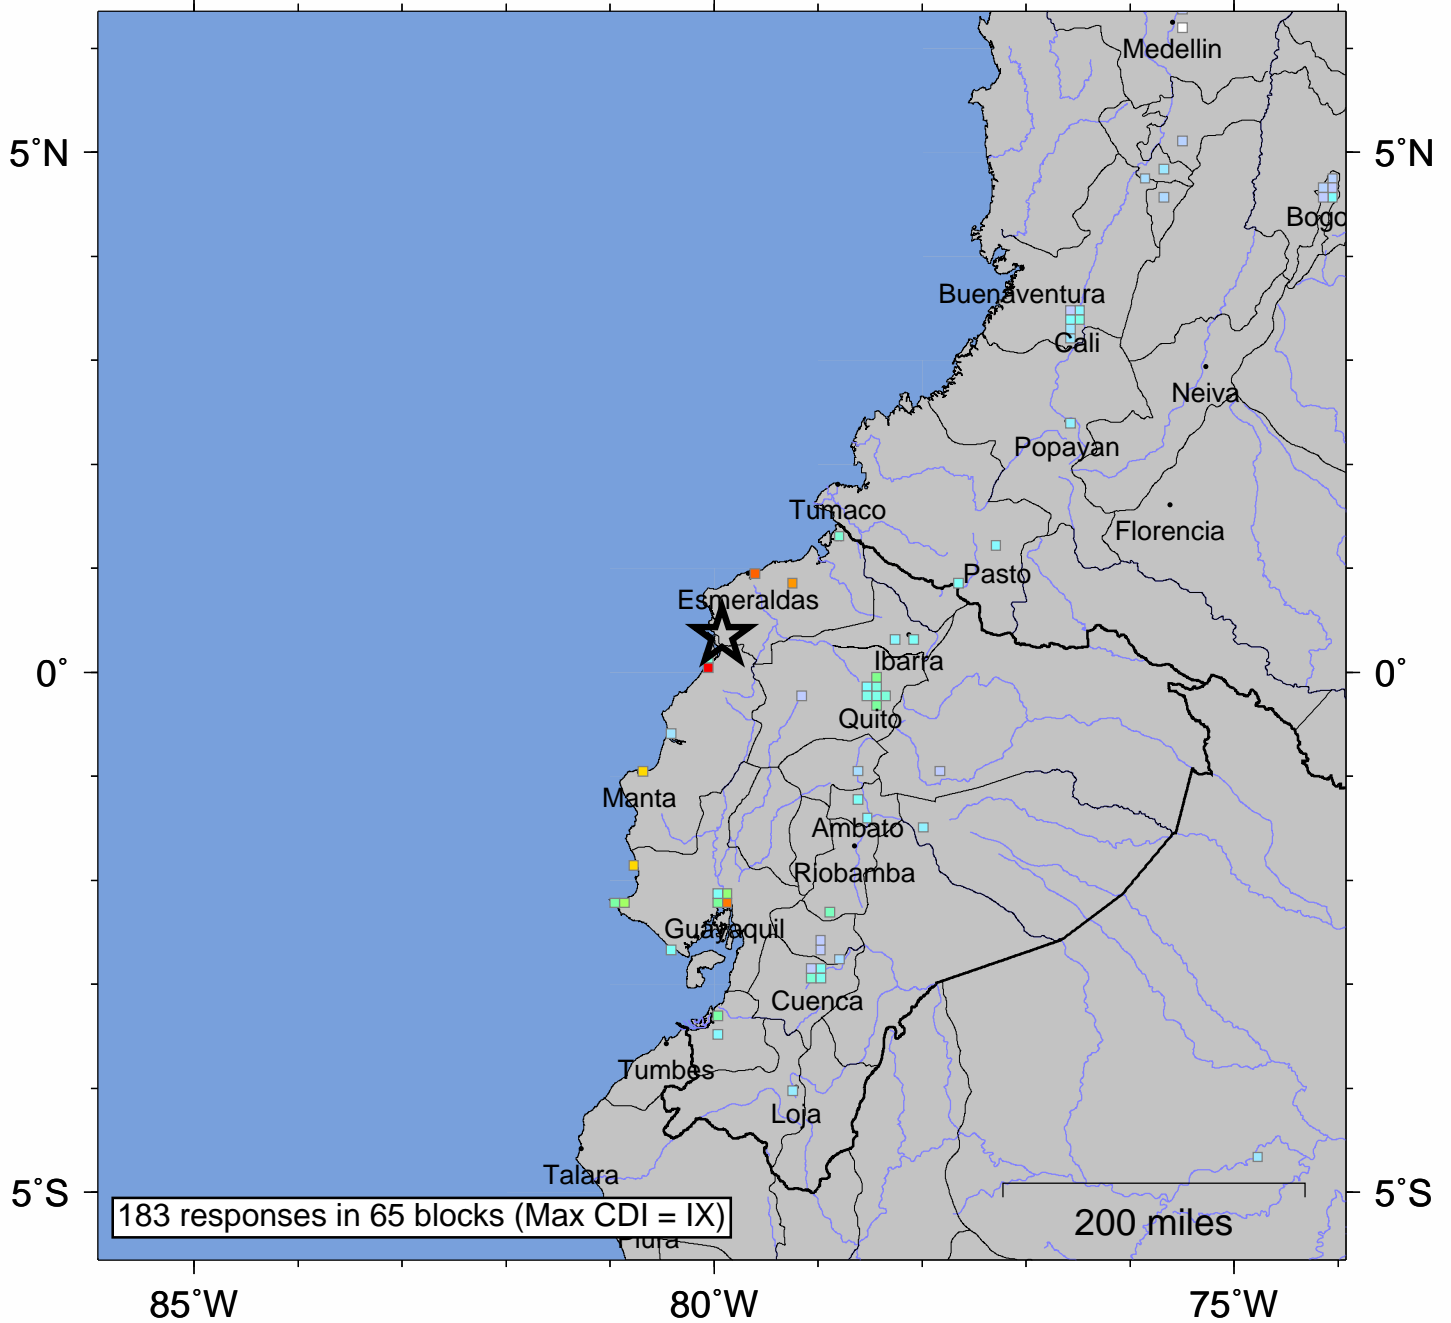 Medellin
5°N
5°N
Bogo
Buenaventura
Cali
Neiva
Popayan
Tumaco
Florencia
Pasto
Esmeraldas
Ibarra
0°
0°
Quito
Manta
Ambato
Riobamba
Guayaquil
Cuenca
Tumbes
Loja
Talara
5°S
5°S
183 responses in 65 blocks (Max CDI = IX)
200 miles
Piura
85°W
80°W
75°W